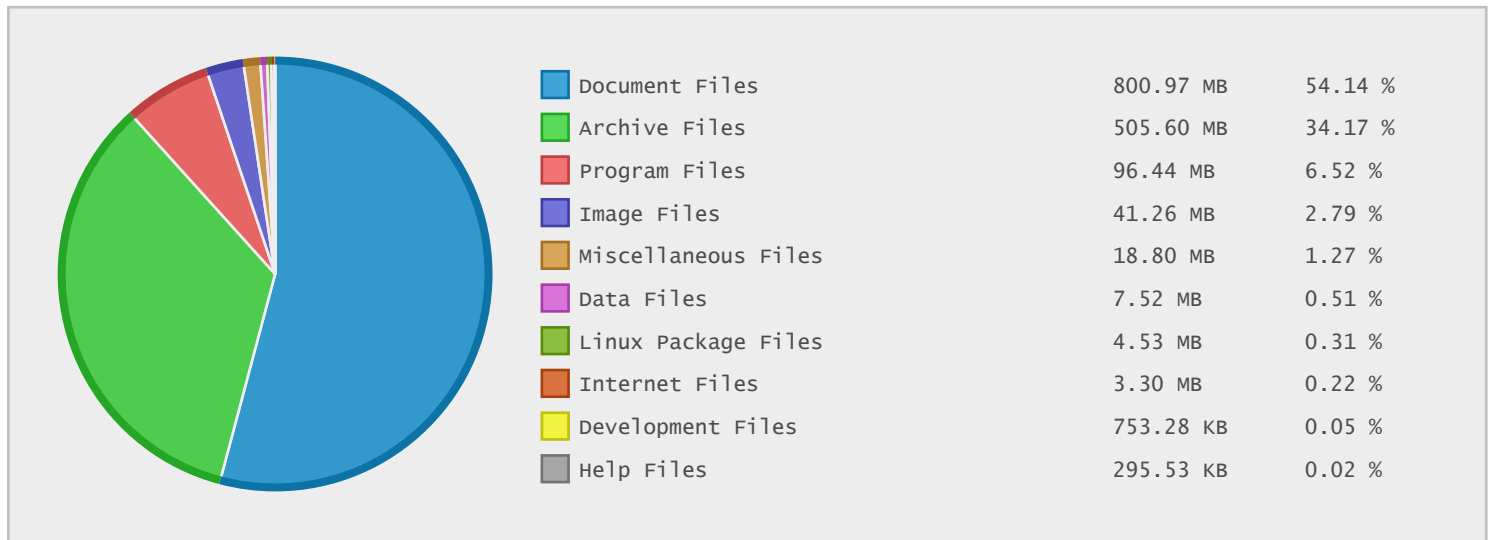 Document Files 800.97 MB 54.14 %
Archive Files 505.60 MB 34.17 %
Program Files 96.44 MB 6.52 %
Image Files 41.26 MB 2.79 %
Miscellaneous Files 18.80 MB 1.27 %
Data Files 7.52 MB 0.51 %
Linux Package Files 4.53 MB 0.31 %
Internet Files 3.30 MB 0.22 %
Development Files 753.28 KB 0.05 %
Help Files 295.53 KB 0.02 %